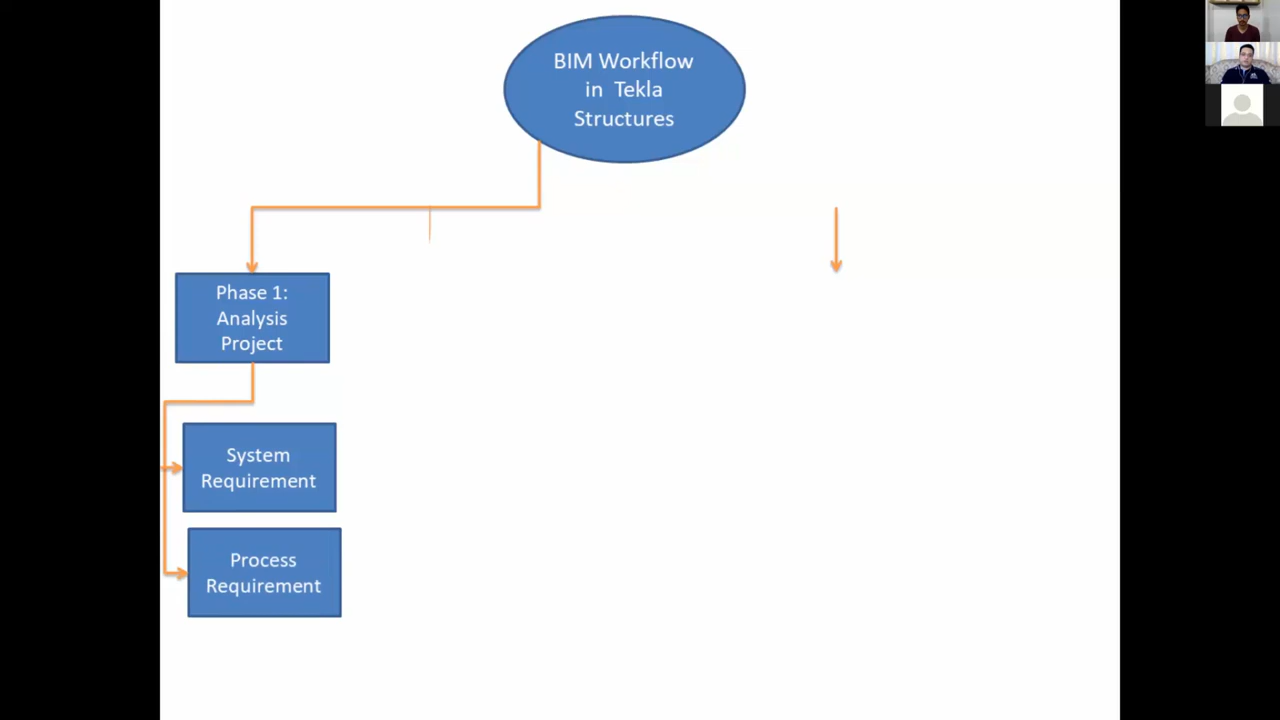 BIM Workflow
in Tekla
Structures
Phase 1:
Analysis
Project
System
Requirement
Process
Requirement